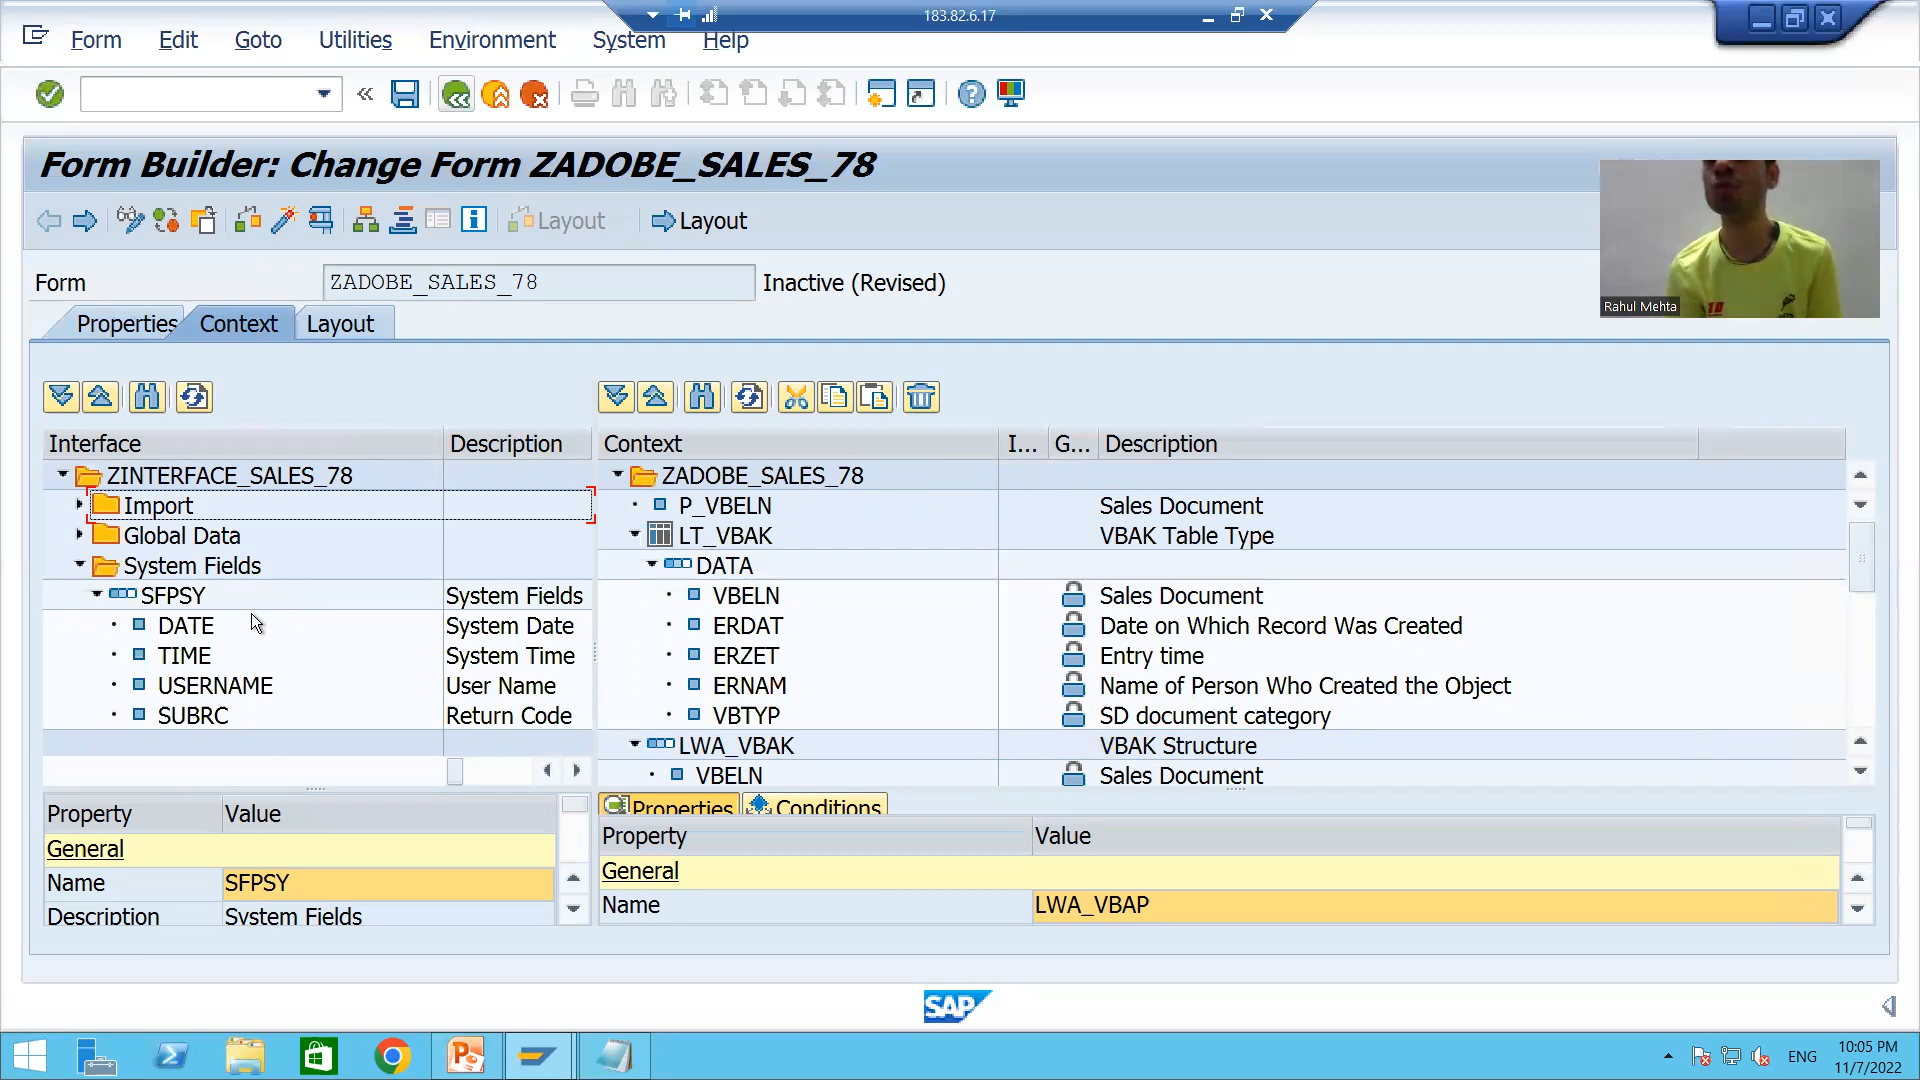 183.82.6.17
Form Edit Goto Utilities Environment System Help
Form Builder: Change Form ZADOBE_SALES_78
Layout Layout
Rahul Mehta
Form ZADOBE_SALES_78 Inactive (Revised)
Properties Context Layout
Interface Description Context I... G... Description
ZINTERFACE_SALES_78 ZADOBE_SALES_78
Import P_VBELN Sales Document
Global Data LT_VBAK VBAK Table Type
System Fields DATA
SFPSY System Fields VBELN Sales Document
DATE System Date ERDAT Date on Which Record Was Created
TIME System Time ERZET Entry time
USERNAME User Name ERNAM Name of Person Who Created the Object
SUBRC Return Code VBTYP SD document category
LWA_VBAK VBAK Structure
VBELN Sales Document
Property Value Properties Conditions
General Property Value
Name SFPSY General
Description System Fields Name LWA_VBAP
SAP
ENG 10:05 PM
11/7/2022